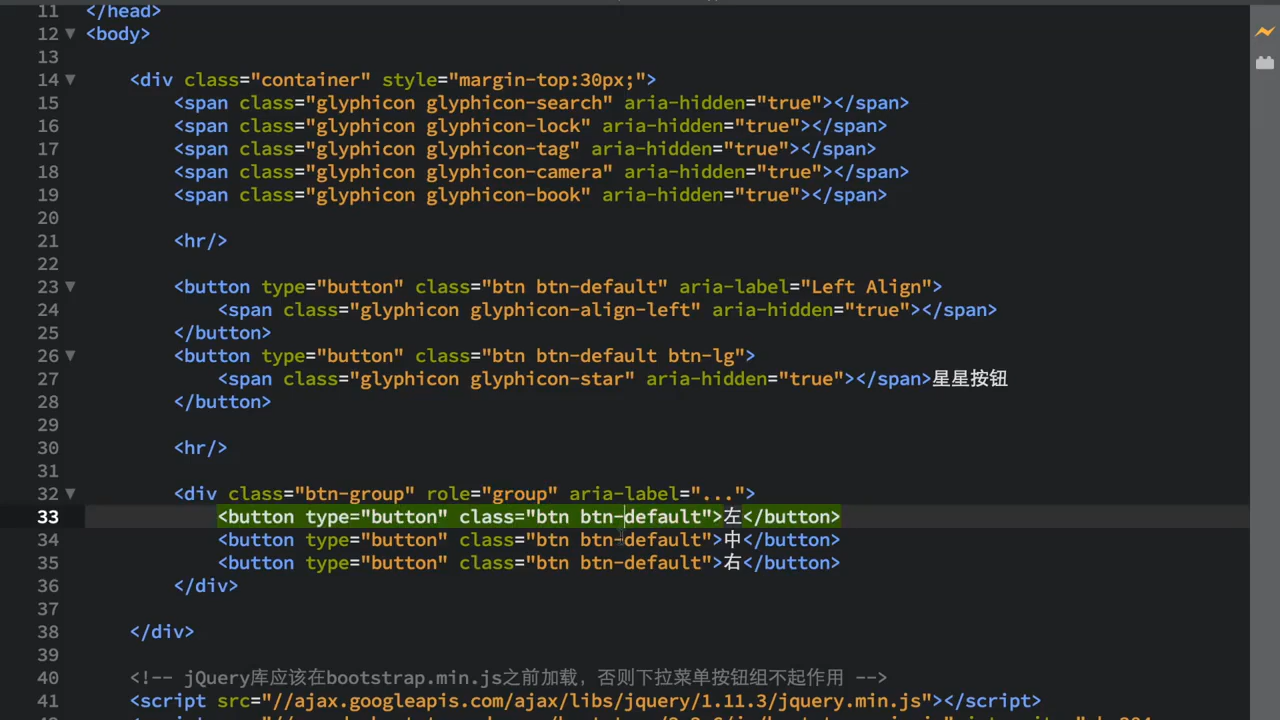 11 </head>
12 <body>
13
14 <div class="container" style="margin-top:30px;">
15 <span class="glyphicon glyphicon-search" aria-hidden="true"></span>
16 <span class="glyphicon glyphicon-lock" aria-hidden="true"></span>
17 <span class="glyphicon glyphicon-tag" aria-hidden="true"></span>
18 <span class="glyphicon glyphicon-camera" aria-hidden="true"></span>
19 <span class="glyphicon glyphicon-book" aria-hidden="true"></span>
20
21 <hr/>
22
23 <button type="button" class="btn btn-default" aria-label="Left Align">
24 <span class="glyphicon glyphicon-align-left" aria-hidden="true"></span>
25 </button>
26 <button type="button" class="btn btn-default btn-lg">
27 <span class="glyphicon glyphicon-star" aria-hidden="true"></span>星星按钮
28 </button>
29
30 <hr/>
31
32 <div class="btn-group" role="group" aria-label="...">
33 <button type="button" class="btn btn-default">左</button>
34 <button type="button" class="btn btn-default">中</button>
35 <button type="button" class="btn btn-default">右</button>
36 </div>
37
38 </div>
39
40 <!-- jQuery库应该在bootstrap.min.js之前加载，否则下拉菜单按钮组不起作用 -->
41 <script src="//ajax.googleapis.com/ajax/libs/jquery/1.11.3/jquery.min.js"></script>